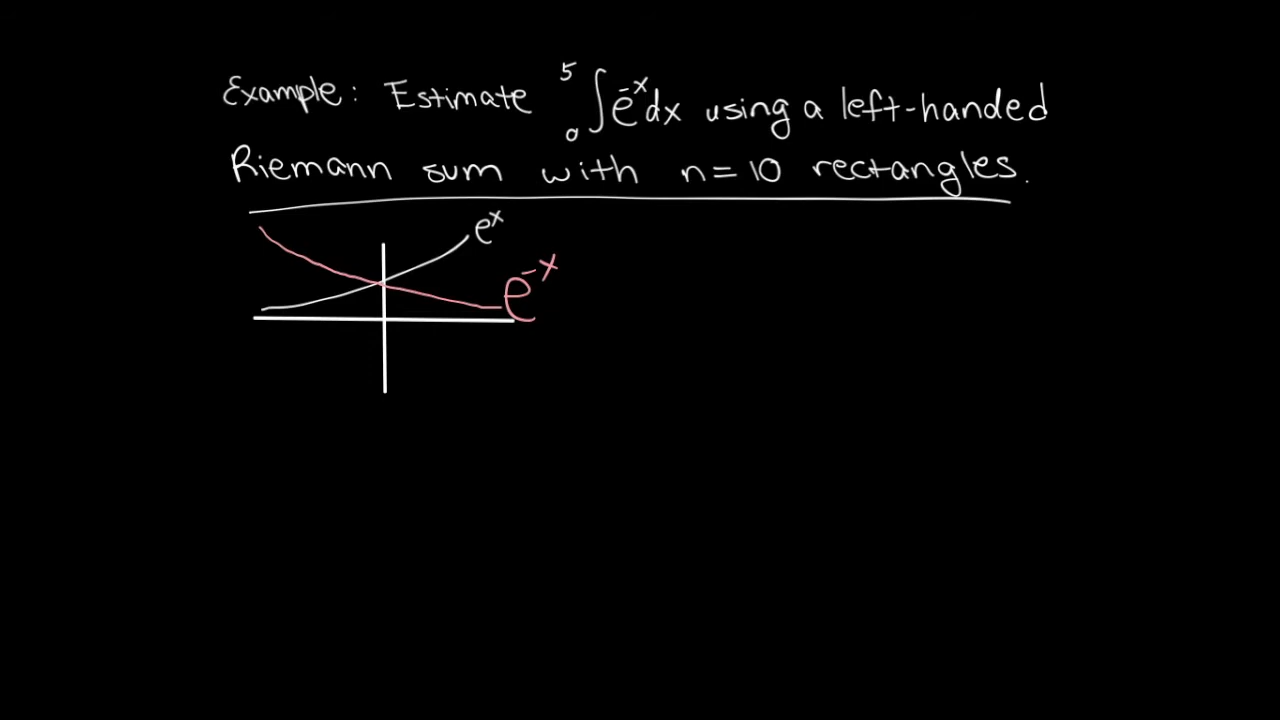 Example: Estimate ₀⁵∫e⁻ˣdx using a left-handed
Riemann sum with n=10 rectangles.
eˣ
e⁻ˣ